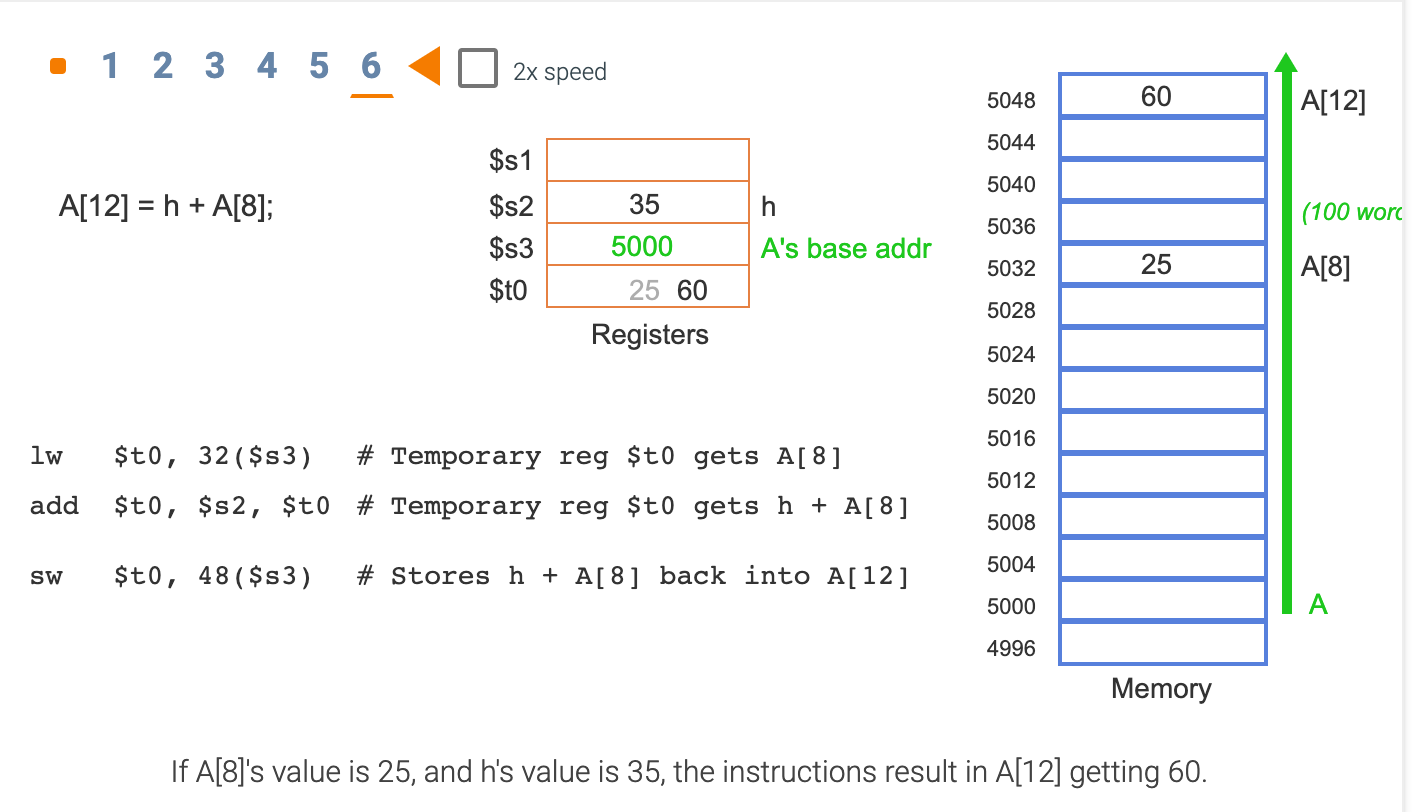 1 2 3 4 5 6 2x speed
A[12] = h + A[8];
$s1
$s2 35 h
$s3 5000 A's base addr
$t0 25 60
Registers
lw $t0, 32($s3) # Temporary reg $t0 gets A[8]
add $t0, $s2, $t0 # Temporary reg $t0 gets h + A[8]
sw $t0, 48($s3) # Stores h + A[8] back into A[12]
5048 60 A[12]
5044
5040
(100 word
5036
5032 25 A[8]
5028
5024
5020
5016
5012
5008
5004
5000 A
4996
Memory
If A[8]'s value is 25, and h's value is 35, the instructions result in A[12] getting 60.